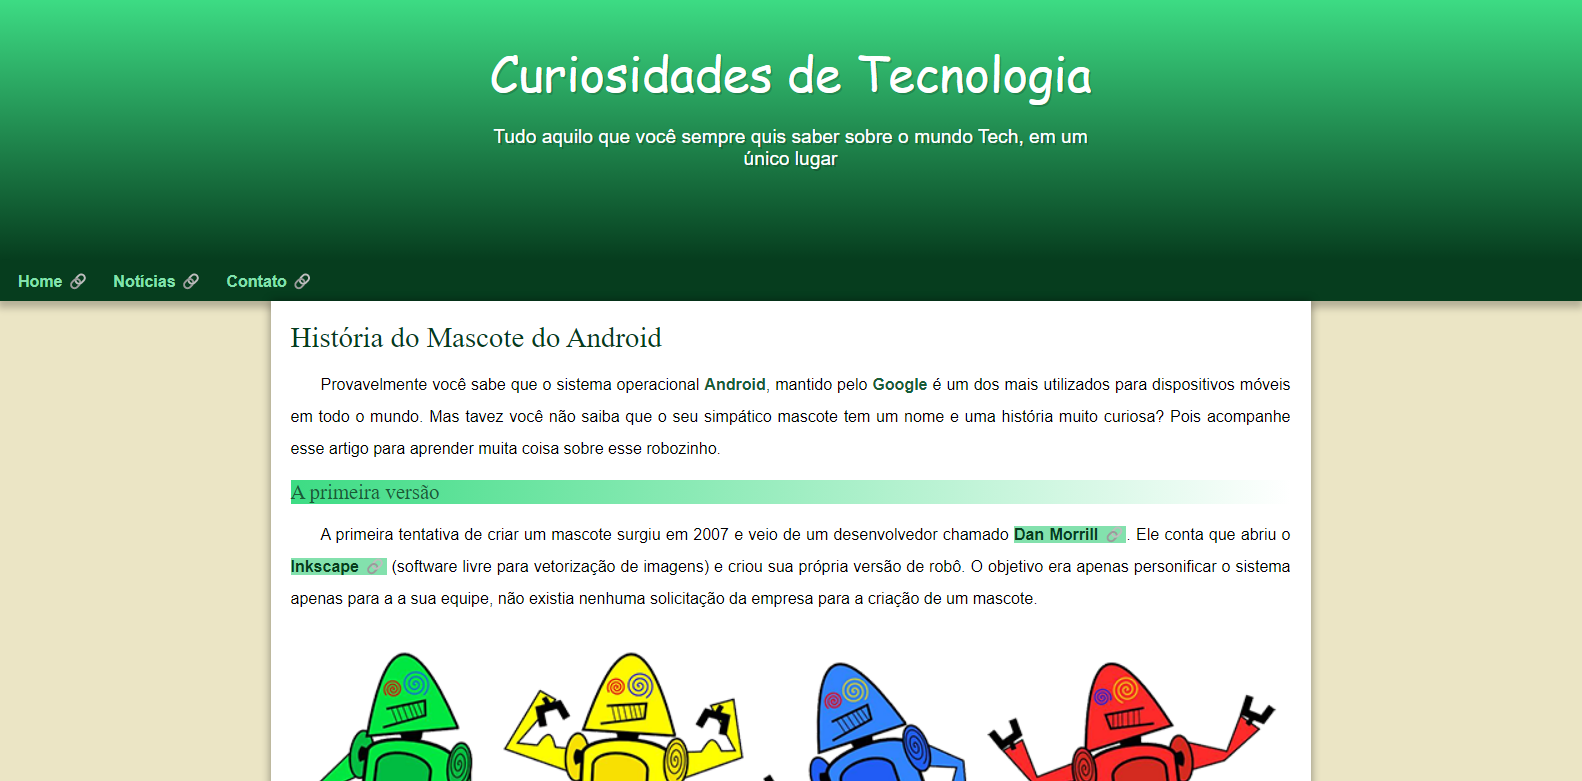 Curiosidades de Tecnologia
Tudo aquilo que você sempre quis saber sobre o mundo Tech, em um
único lugar
Home Notícias Contato
História do Mascote do Android
Provavelmente você sabe que o sistema operacional Android, mantido pelo Google é um dos mais utilizados para dispositivos móveis
em todo o mundo. Mas tavez você não saiba que o seu simpático mascote tem um nome e uma história muito curiosa? Pois acompanhe
esse artigo para aprender muita coisa sobre esse robozinho.
A primeira versão
A primeira tentativa de criar um mascote surgiu em 2007 e veio de um desenvolvedor chamado Dan Morrill . Ele conta que abriu o
Inkscape (software livre para vetorização de imagens) e criou sua própria versão de robô. O objetivo era apenas personificar o sistema
apenas para a a sua equipe, não existia nenhuma solicitação da empresa para a criação de um mascote.